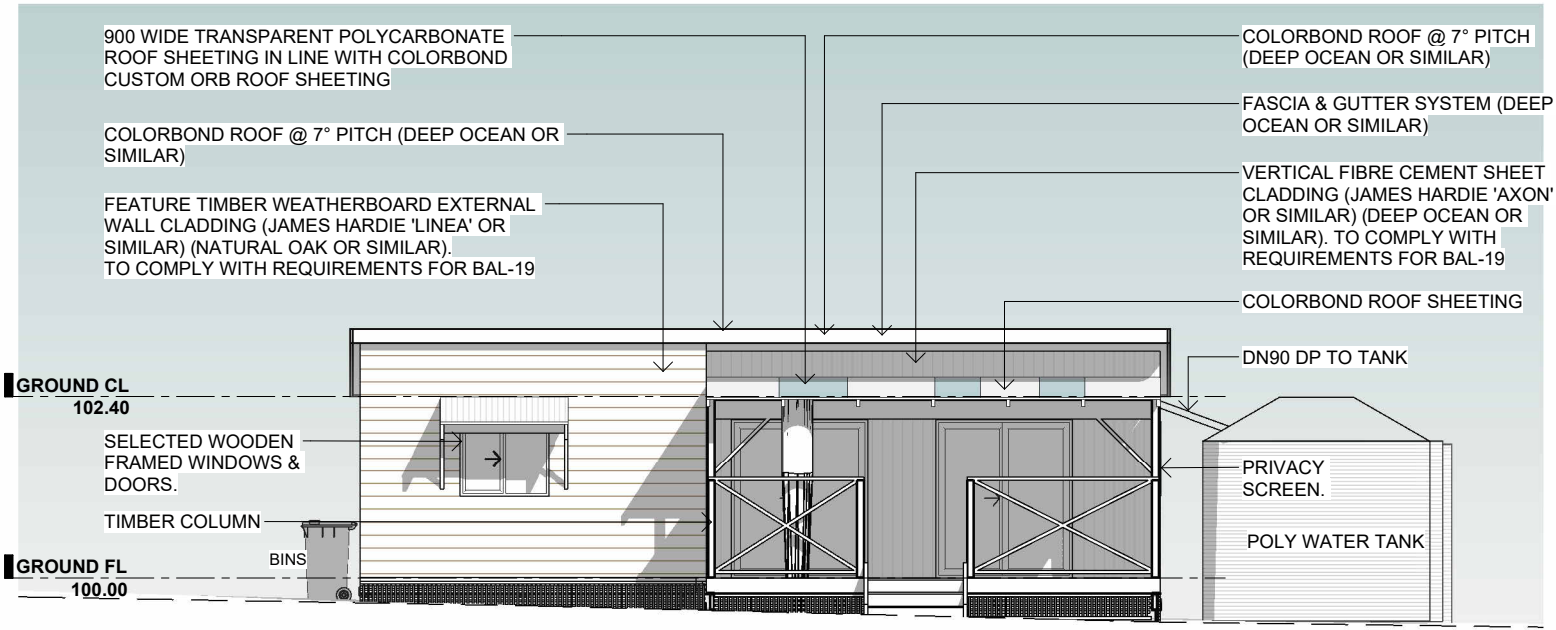 900 WIDE TRANSPARENT POLYCARBONATE
ROOF SHEETING IN LINE WITH COLORBOND
CUSTOM ORB ROOF SHEETING
COLORBOND ROOF @ 7° PITCH (DEEP OCEAN OR
SIMILAR)
FEATURE TIMBER WEATHERBOARD EXTERNAL
WALL CLADDING (JAMES HARDIE 'LINEA' OR
SIMILAR) (NATURAL OAK OR SIMILAR).
TO COMPLY WITH REQUIREMENTS FOR BAL-19
GROUND CL
102.40
SELECTED WOODEN
FRAMED WINDOWS &
DOORS.
TIMBER COLUMN
BINS
GROUND FL
100.00
COLORBOND ROOF @ 7° PITCH
(DEEP OCEAN OR SIMILAR)
FASCIA & GUTTER SYSTEM (DEEP
OCEAN OR SIMILAR)
VERTICAL FIBRE CEMENT SHEET
CLADDING (JAMES HARDIE 'AXON'
OR SIMILAR) (DEEP OCEAN OR
SIMILAR). TO COMPLY WITH
REQUIREMENTS FOR BAL-19
COLORBOND ROOF SHEETING
DN90 DP TO TANK
PRIVACY
SCREEN.
POLY WATER TANK